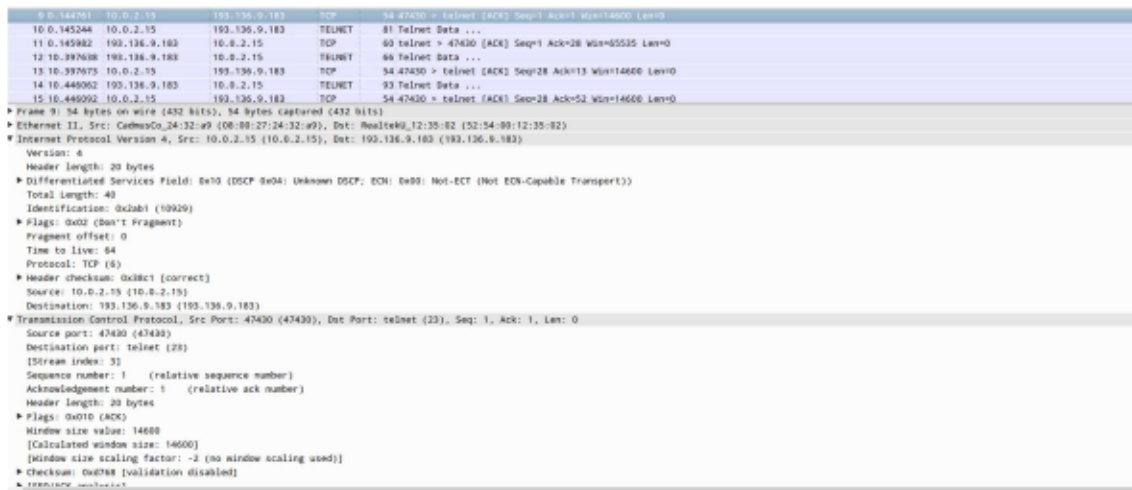 9 0.144761 10.0.2.15 193.136.9.183 TCP 54 47430 > telnet [ACK] Seq=1 Ack=1 Win=14600 Len=0
10 0.145244 10.0.2.15 193.136.9.183 TELNET 81 Telnet Data ...
11 0.145982 193.136.9.183 10.0.2.15 TCP 60 telnet > 47430 [ACK] Seq=1 Ack=28 Win=65535 Len=0
12 10.397638 193.136.9.183 10.0.2.15 TELNET 66 Telnet Data ...
13 10.397673 10.0.2.15 193.136.9.183 TCP 54 47430 > telnet [ACK] Seq=28 Ack=13 Win=14600 Len=0
14 10.446062 193.136.9.183 10.0.2.15 TELNET 93 Telnet Data ...
15 10.446092 10.0.2.15 193.136.9.183 TCP 54 47430 > telnet [ACK] Seq=28 Ack=52 Win=14600 Len=0
Frame 9: 54 bytes on wire (432 bits), 54 bytes captured (432 bits)
Ethernet II, Src: CadmusCo_24:32:a9 (08:00:27:24:32:a9), Dst: RealtekU_12:35:02 (52:54:00:12:35:02)
Internet Protocol Version 4, Src: 10.0.2.15 (10.0.2.15), Dst: 193.136.9.183 (193.136.9.183)
Version: 4
Header length: 20 bytes
Differentiated Services Field: 0x10 (DSCP 0x04: Unknown DSCP; ECN: 0x00: Not-ECT (Not ECN-Capable Transport))
Total Length: 40
Identification: 0x2ab1 (10929)
Flags: 0x02 (Don't Fragment)
Fragment offset: 0
Time to live: 64
Protocol: TCP (6)
Header checksum: 0x38c1 [correct]
Source: 10.0.2.15 (10.0.2.15)
Destination: 193.136.9.183 (193.136.9.183)
Transmission Control Protocol, Src Port: 47430 (47430), Dst Port: telnet (23), Seq: 1, Ack: 1, Len: 0
Source port: 47430 (47430)
Destination port: telnet (23)
[Stream index: 3]
Sequence number: 1 (relative sequence number)
Acknowledgement number: 1 (relative ack number)
Header length: 20 bytes
Flags: 0x010 (ACK)
Window size value: 14600
[Calculated window size: 14600]
[Window size scaling factor: -2 (no window scaling used)]
Checksum: 0xd768 [validation disabled]
[SEQ/ACK analysis]